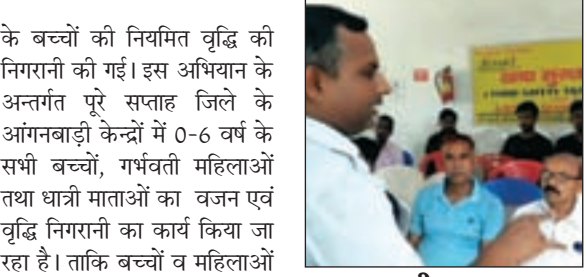 के बच्चों की नियमित वृद्धि की
निगरानी की गई। इस अभियान के
अन्तर्गत पूरे सप्ताह जिले के
आंगनबाड़ी केन्द्रों में 0-6 वर्ष के
सभी बच्चों, गर्भवती महिलाओं
तथा धात्री माताओं का वजन एवं
वृद्धि निगरानी का कार्य किया जा
रहा है। ताकि बच्चों व महिलाओं
खाद्य सुरक्षा